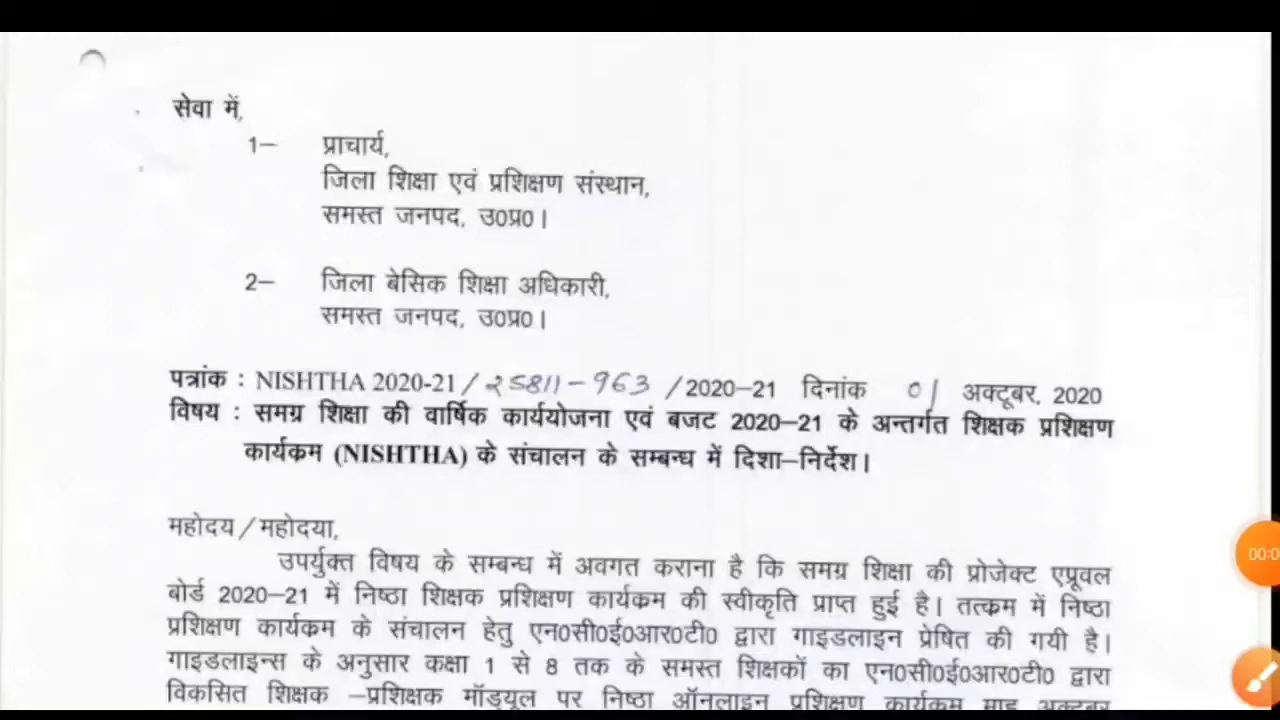 सेवा में,
1— प्राचार्य,
जिला शिक्षा एवं प्रशिक्षण संस्थान,
समस्त जनपद, उ0प्र0।
2— जिला बेसिक शिक्षा अधिकारी,
समस्त जनपद, उ0प्र0।
पत्रांक : NISHTHA 2020-21 / २5811-963 /2020—21 दिनांक 01 अक्टूबर, 2020
विषय : समग्र शिक्षा की वार्षिक कार्ययोजना एवं बजट 2020—21 के अन्तर्गत शिक्षक प्रशिक्षण
कार्यक्रम (NISHTHA) के संचालन के सम्बन्ध में दिशा—निर्देश।
महोदय/महोदया,
उपर्युक्त विषय के सम्बन्ध में अवगत कराना है कि समग्र शिक्षा की प्रोजेक्ट एप्रूवल
बोर्ड 2020—21 में निष्ठा शिक्षक प्रशिक्षण कार्यक्रम की स्वीकृति प्राप्त हुई है। तत्क्रम में निष्ठा
प्रशिक्षण कार्यक्रम के संचालन हेतु एन0सी0ई0आर0टी0 द्वारा गाइडलाइन प्रेषित की गयी है।
गाइडलाइन्स के अनुसार कक्षा 1 से 8 तक के समस्त शिक्षकों का एन0सी0ई0आर0टी0 द्वारा
विकसित शिक्षक —प्रशिक्षक मॉड्यूल पर निष्ठा ऑनलाइन प्रशिक्षण कार्यक्रम माह अक्टूबर
00:0